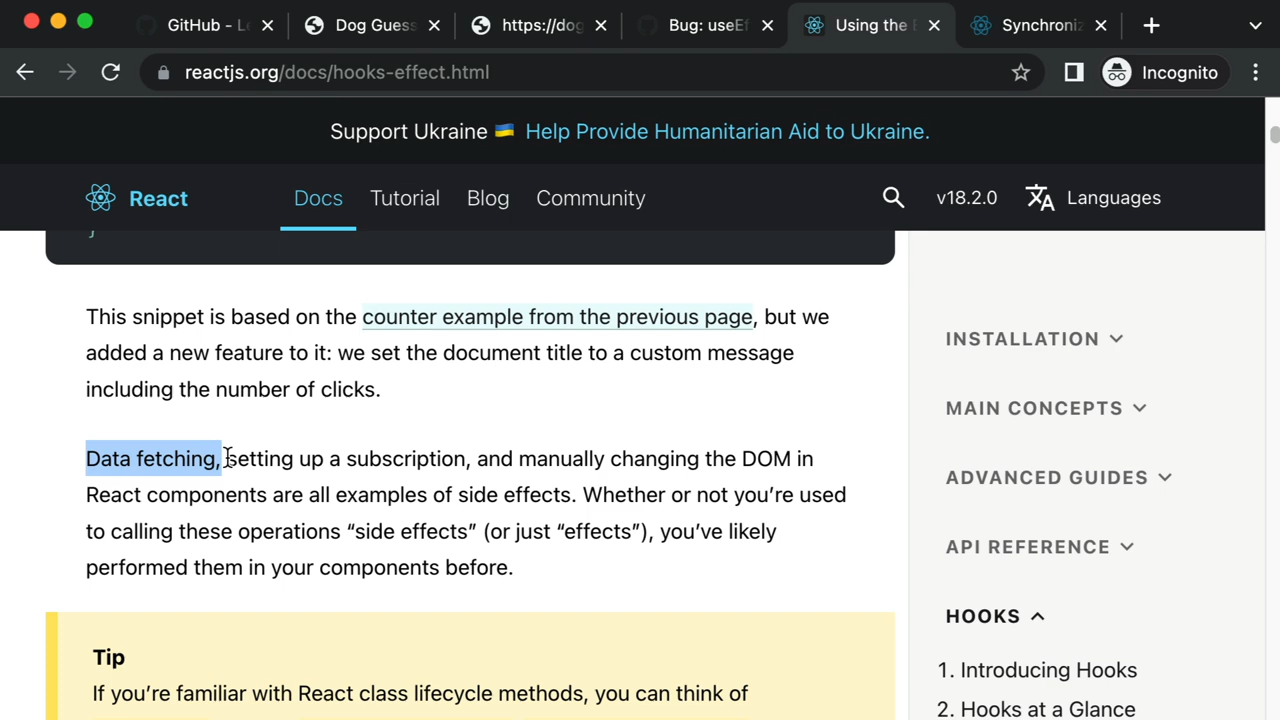 GitHub - Le
Dog Guess
https://dog
Bug: useEf
Using the E
Synchroniz
reactjs.org/docs/hooks-effect.html
Incognito
Support Ukraine 🇺🇦 Help Provide Humanitarian Aid to Ukraine.
React
Docs
Tutorial
Blog
Community
v18.2.0
Languages
}
This snippet is based on the counter example from the previous page, but we
added a new feature to it: we set the document title to a custom message
including the number of clicks.
Data fetching, setting up a subscription, and manually changing the DOM in
React components are all examples of side effects. Whether or not you’re used
to calling these operations “side effects” (or just “effects”), you’ve likely
performed them in your components before.
Tip
If you’re familiar with React class lifecycle methods, you can think of
INSTALLATION
MAIN CONCEPTS
ADVANCED GUIDES
API REFERENCE
HOOKS
1. Introducing Hooks
2. Hooks at a Glance